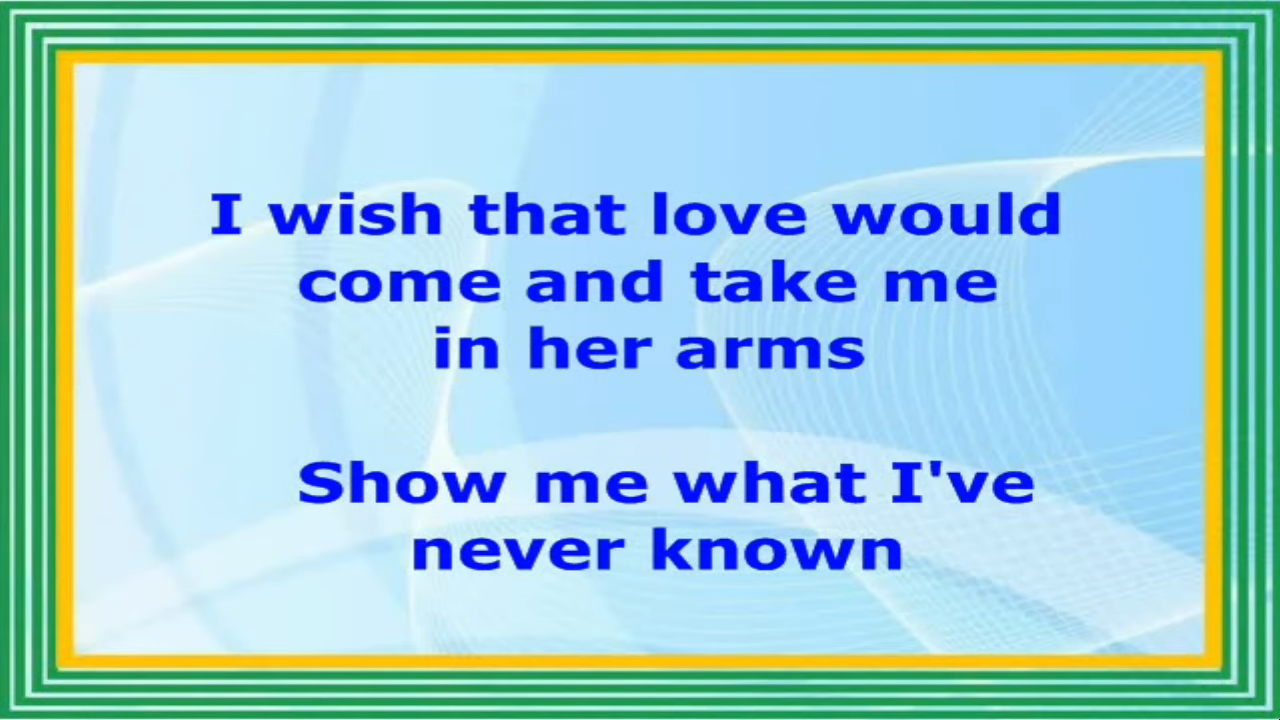 I wish that love would
come and take me
in her arms
Show me what I've
never known